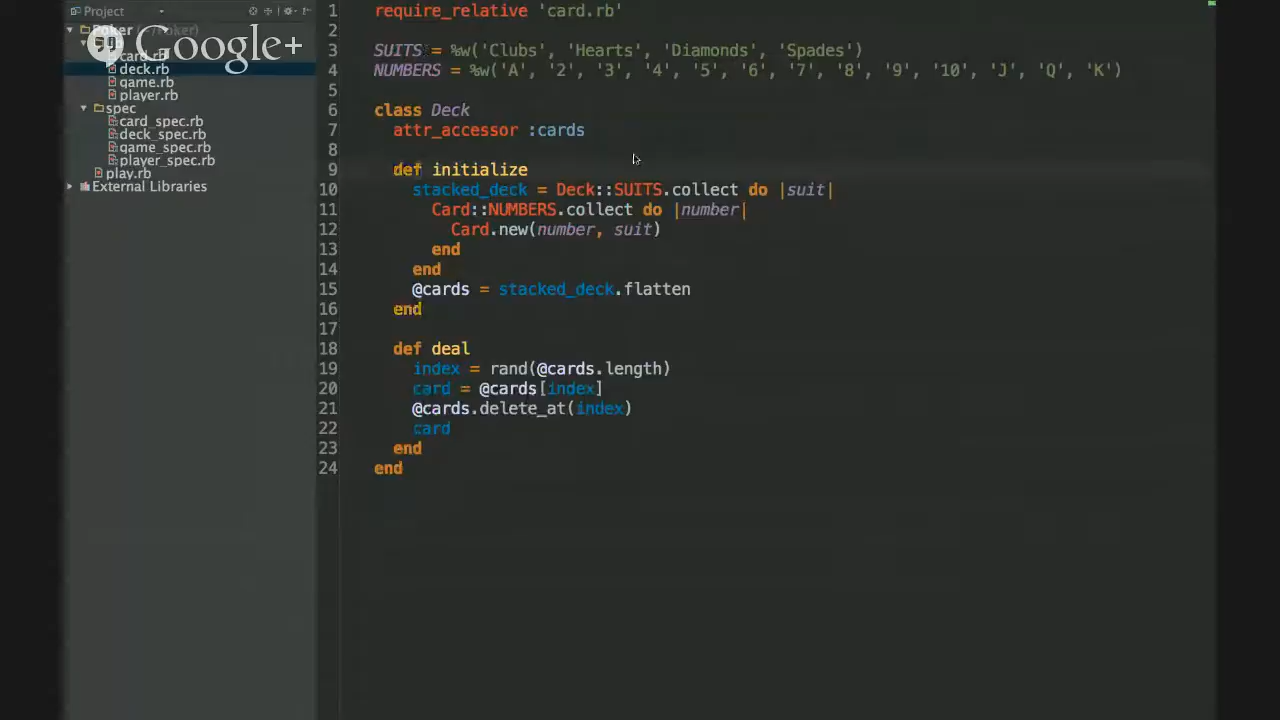 Project
Poker (~/Poker)
Google+
card.rb
deck.rb
game.rb
player.rb
spec
card_spec.rb
deck_spec.rb
game_spec.rb
player_spec.rb
play.rb
External Libraries
1 require_relative 'card.rb'
2
3 SUITS = %w('Clubs', 'Hearts', 'Diamonds', 'Spades')
4 NUMBERS = %w('A', '2', '3', '4', '5', '6', '7', '8', '9', '10', 'J', 'Q', 'K')
5
6 class Deck
7 attr_accessor :cards
8
9 def initialize
10 stacked_deck = Deck::SUITS.collect do |suit|
11 Card::NUMBERS.collect do |number|
12 Card.new(number, suit)
13 end
14 end
15 @cards = stacked_deck.flatten
16 end
17
18 def deal
19 index = rand(@cards.length)
20 card = @cards[index]
21 @cards.delete_at(index)
22 card
23 end
24 end